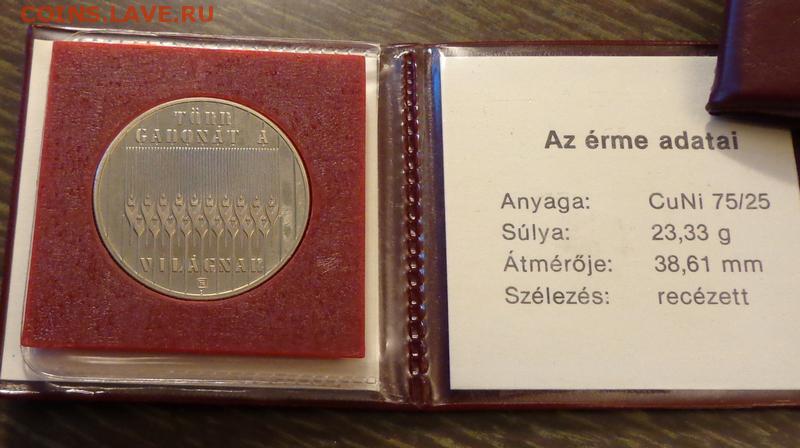 COINS.LAVE.RU
TÖBB
GABONÁT A
VILÁGNAK
Az érme adatai
Anyaga: CuNi 75/25
Súlya: 23,33 g
Átmérője: 38,61 mm
Szélezés: recézett